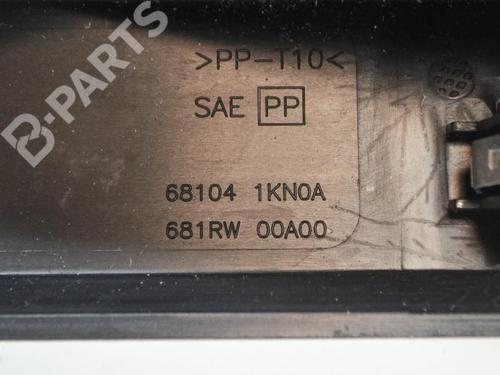 B-PARTS
>PP-T10<
SAE PP
68104 1KN0A
681RW 00A00